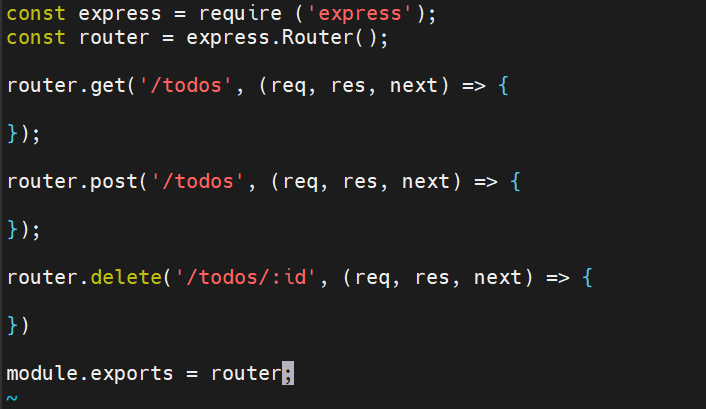 const express = require ('express');
const router = express.Router();
router.get('/todos', (req, res, next) => {
});
router.post('/todos', (req, res, next) => {
});
router.delete('/todos/:id', (req, res, next) => {
})
module.exports = router;
~